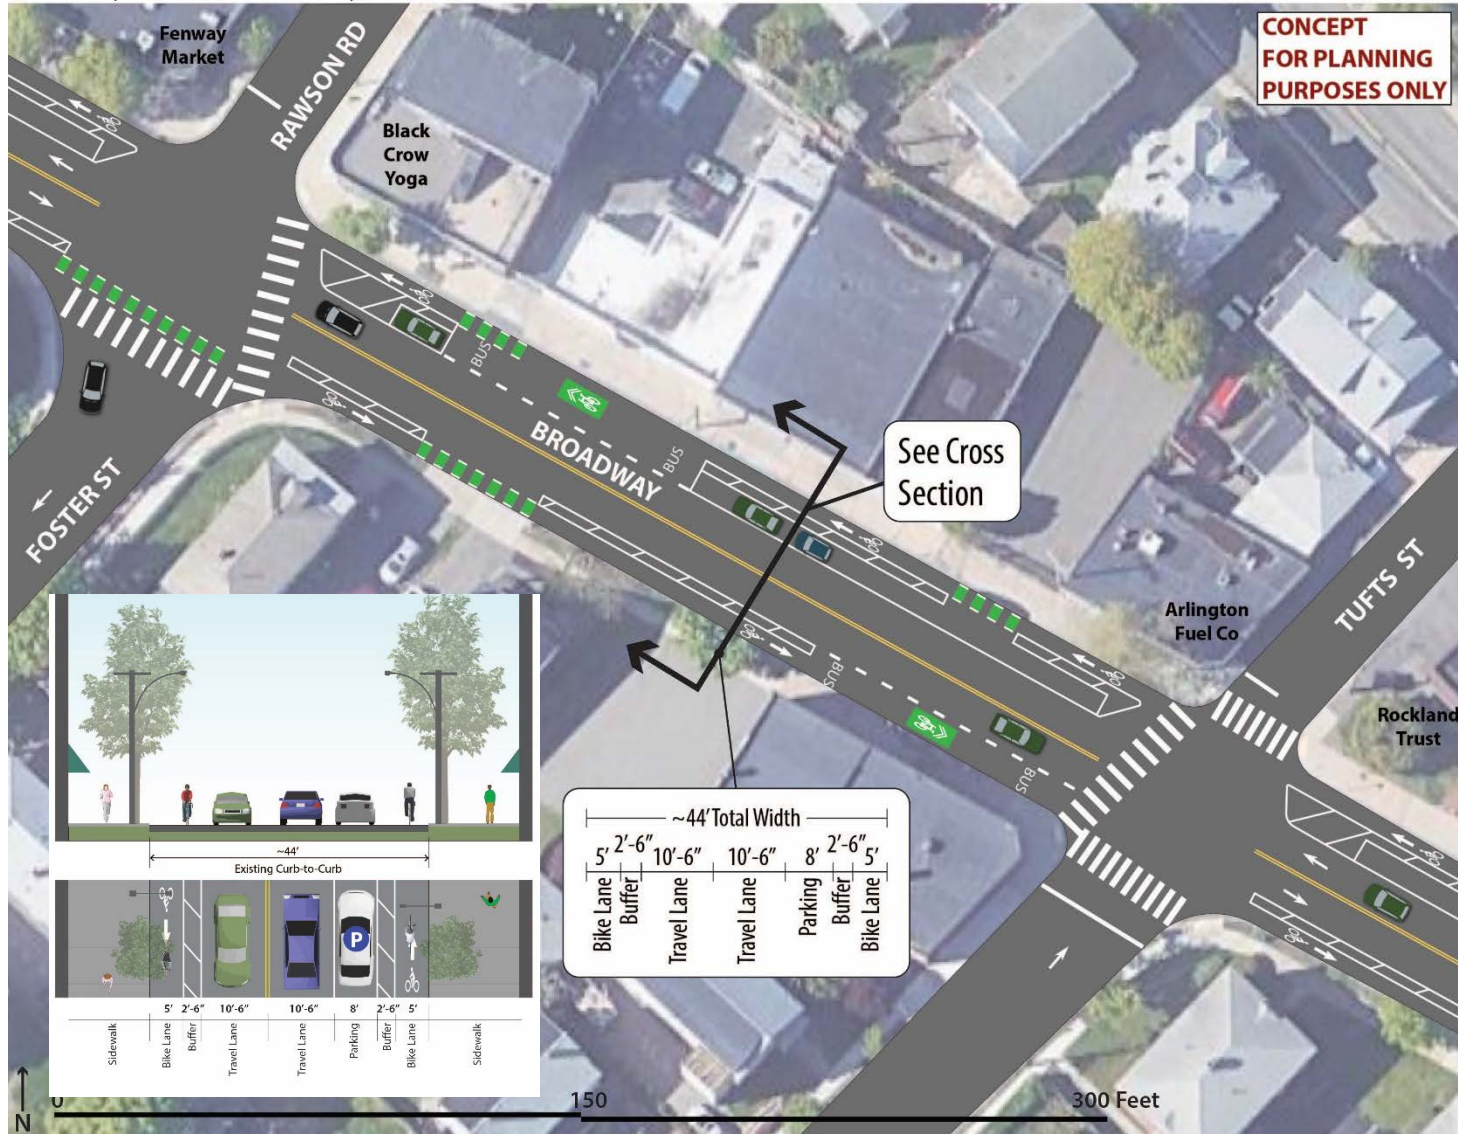 Fenway
Market
RAWSON RD
CONCEPT
FOR PLANNING
PURPOSES ONLY
Black
Crow
Yoga
BUS
BROADWAY
BUS
See Cross
Section
FOSTER ST
TUFTS ST
Arlington
Fuel Co
BUS
Rockland
Trust
BUS
~44' Total Width
5' 2'-6" 10'-6" 10'-6" 8' 2'-6" 5'
Bike Lane
Buffer
Travel Lane
Travel Lane
Parking
Buffer
Bike Lane
~44'
Existing Curb-to-Curb
P
5' 2'-6" 10'-6" 10'-6" 8' 2'-6" 5'
Sidewalk
Bike Lane
Buffer
Travel Lane
Travel Lane
Parking
Buffer
Bike Lane
Sidewalk
N
0 150 300 Feet